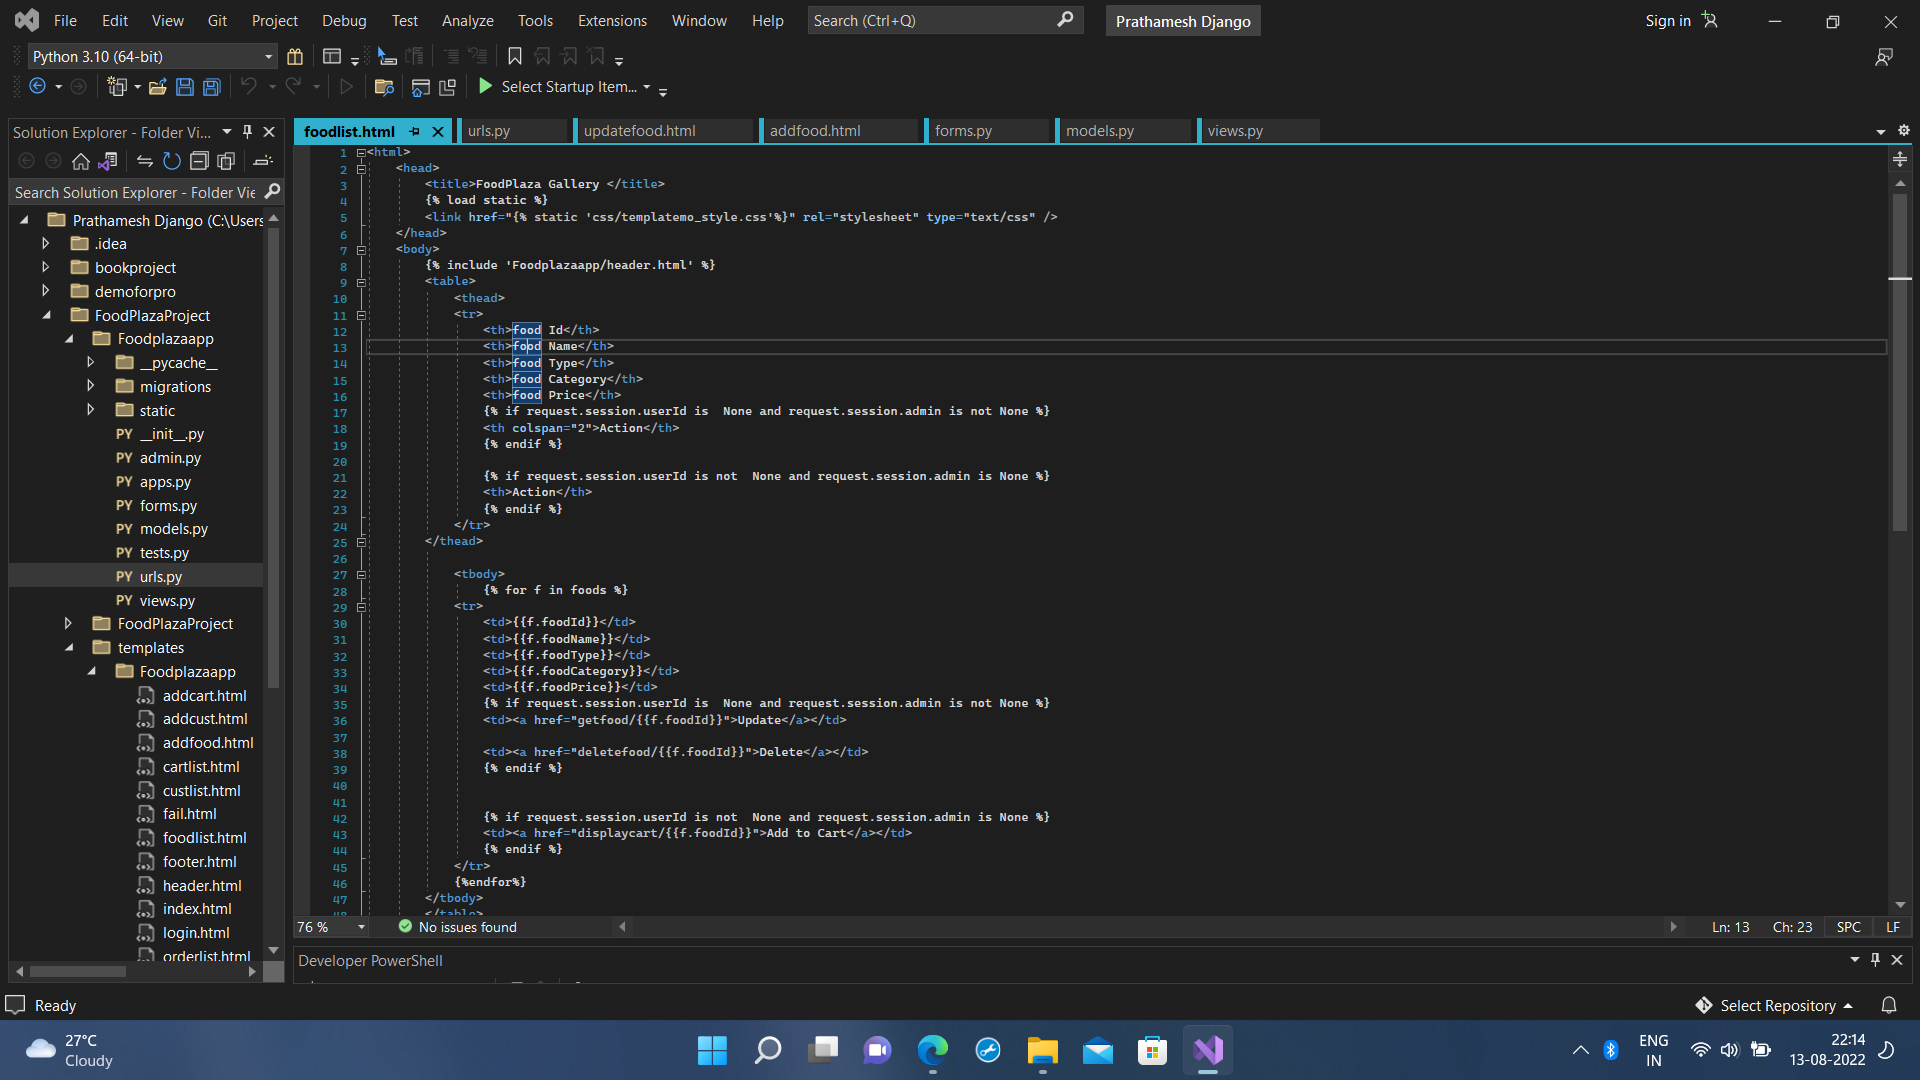 File Edit View Git Project Debug Test Analyze Tools Extensions Window Help Search (Ctrl+Q) Prathamesh Django Sign in
Python 3.10 (64-bit)
Select Startup Item...
Solution Explorer - Folder Vi...
foodlist.html urls.py updatefood.html addfood.html forms.py models.py views.py
Search Solution Explorer - Folder Vie
Prathamesh Django (C:\Users
.idea
bookproject
demoforpro
FoodPlazaProject
Foodplazaapp
__pycache__
migrations
static
PY __init__.py
PY admin.py
PY apps.py
PY forms.py
PY models.py
PY tests.py
PY urls.py
PY views.py
FoodPlazaProject
templates
Foodplazaapp
addcart.html
addcust.html
addfood.html
cartlist.html
custlist.html
fail.html
foodlist.html
footer.html
header.html
index.html
login.html
orderlist.html
1 <html>
2 <head>
3 <title>FoodPlaza Gallery </title>
4 {% load static %}
5 <link href="{% static 'css/templatemo_style.css'%}" rel="stylesheet" type="text/css" />
6 </head>
7 <body>
8 {% include 'Foodplazaapp/header.html' %}
9 <table>
10 <thead>
11 <tr>
12 <th>food Id</th>
13 <th>food Name</th>
14 <th>food Type</th>
15 <th>food Category</th>
16 <th>food Price</th>
17 {% if request.session.userId is  None and request.session.admin is not None %}
18 <th colspan="2">Action</th>
19 {% endif %}
20
21 {% if request.session.userId is not  None and request.session.admin is None %}
22 <th>Action</th>
23 {% endif %}
24 </tr>
25 </thead>
26
27 <tbody>
28 {% for f in foods %}
29 <tr>
30 <td>{{f.foodId}}</td>
31 <td>{{f.foodName}}</td>
32 <td>{{f.foodType}}</td>
33 <td>{{f.foodCategory}}</td>
34 <td>{{f.foodPrice}}</td>
35 {% if request.session.userId is  None and request.session.admin is not None %}
36 <td><a href="getfood/{{f.foodId}}">Update</a></td>
37
38 <td><a href="deletefood/{{f.foodId}}">Delete</a></td>
39 {% endif %}
40
41
42 {% if request.session.userId is not  None and request.session.admin is None %}
43 <td><a href="displaycart/{{f.foodId}}">Add to Cart</a></td>
44 {% endif %}
45 </tr>
46 {%endfor%}
47 </tbody>
48 </table>
76 % No issues found Ln: 13 Ch: 23 SPC LF
Developer PowerShell
Ready Select Repository
27°C
Cloudy
ENG
IN
22:14
13-08-2022